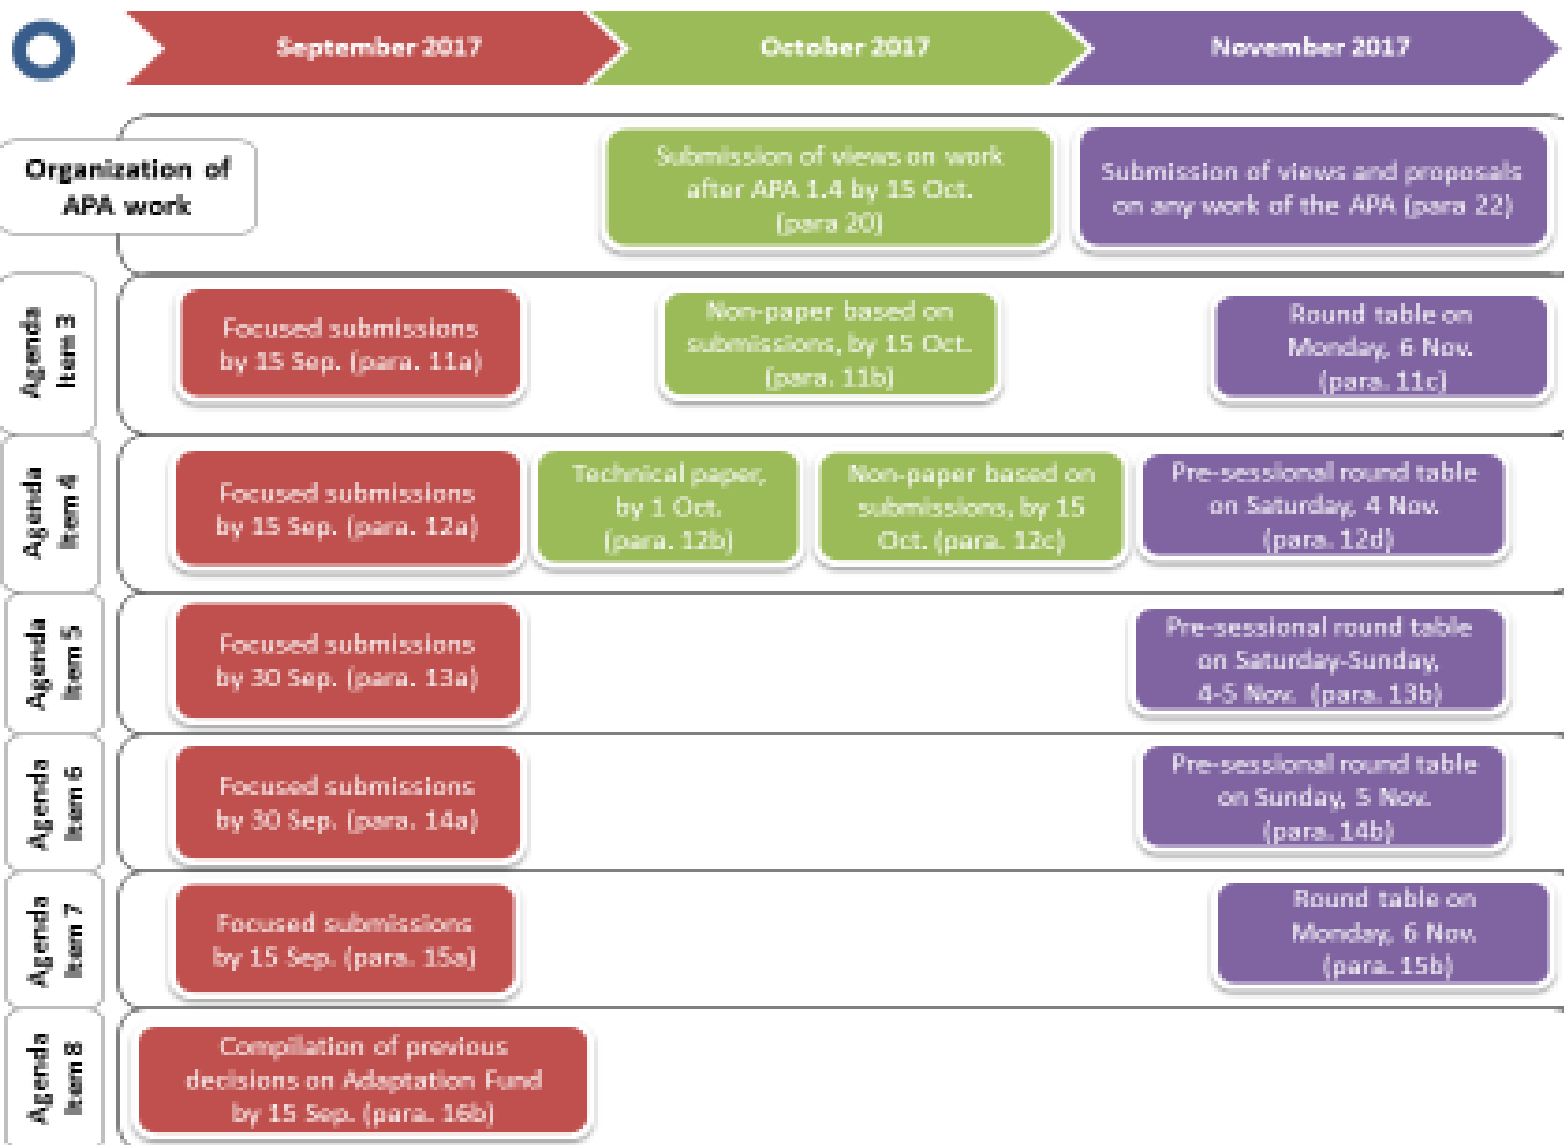 September 2017
October 2017
November 2017
Organization of
APA work
Submission of views on work
after APA 1.4 by 15 Oct.
(para 20)
Submission of views and proposals
on any work of the APA (para 22)
Agenda
Item 3
Focused submissions
by 15 Sep. (para. 11a)
Non-paper based on
submissions, by 15 Oct.
(para. 11b)
Round table on
Monday, 6 Nov.
(para. 11c)
Agenda
Item 4
Focused submissions
by 15 Sep. (para. 12a)
Technical paper,
by 1 Oct.
(para. 12b)
Non-paper based on
submissions, by 15
Oct. (para. 12c)
Pre-sessional round table
on Saturday, 4 Nov.
(para. 12d)
Agenda
Item 5
Focused submissions
by 30 Sep. (para. 13a)
Pre-sessional round table
on Saturday-Sunday,
4-5 Nov. (para. 13b)
Agenda
Item 6
Focused submissions
by 30 Sep. (para. 14a)
Pre-sessional round table
on Sunday, 5 Nov.
(para. 14b)
Agenda
Item 7
Focused submissions
by 15 Sep. (para. 15a)
Round table on
Monday, 6 Nov.
(para. 15b)
Agenda
Item 8
Compilation of previous
decisions on Adaptation Fund
by 15 Sep. (para. 16b)